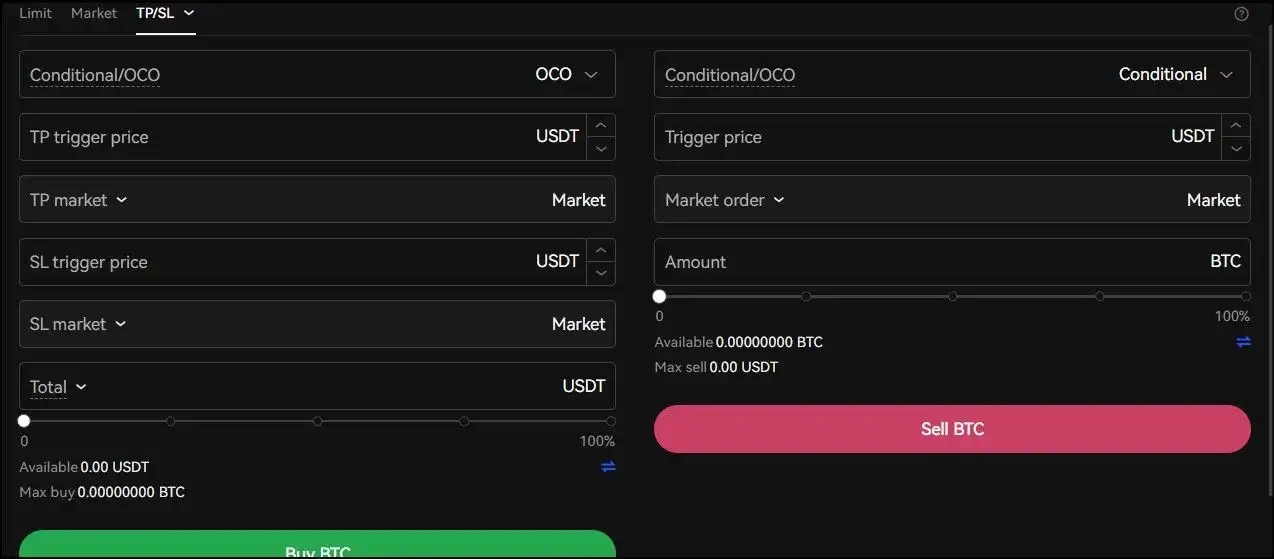 Limit Market TP/SL
Conditional/OCO OCO
TP trigger price USDT
TP market Market
SL trigger price USDT
SL market Market
Total USDT
0 100%
Available 0.00 USDT
Max buy 0.00000000 BTC
Buy BTC
Conditional/OCO Conditional
Trigger price USDT
Market order Market
Amount BTC
0 100%
Available 0.00000000 BTC
Max sell 0.00 USDT
Sell BTC